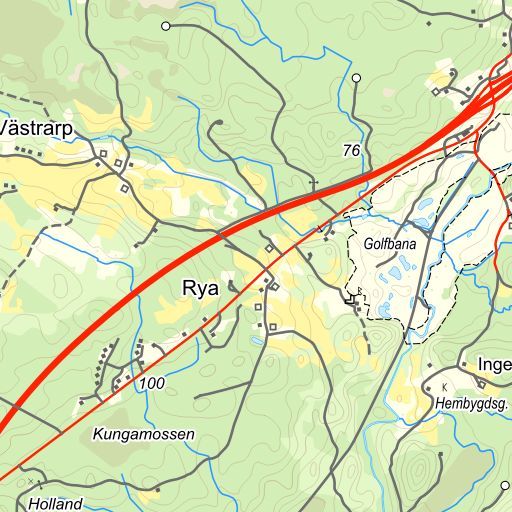 Västrarp
76
Golfbana
Rya
100
Inge
Hembygdsg.
K
Kungamossen
Holland